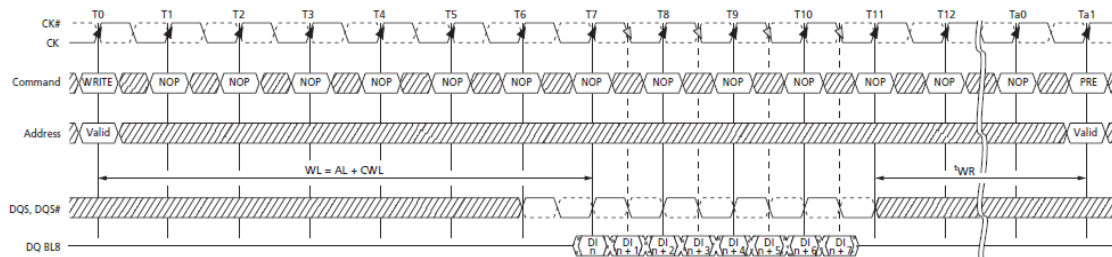 T0 T1 T2 T3 T4 T5 T6 T7 T8 T9 T10 T11 T12 Ta0 Ta1
CK#
CK
Command WRITE NOP NOP NOP NOP NOP NOP NOP NOP NOP NOP NOP NOP NOP PRE
Address Valid Valid
WL = AL + CWL tWR
DQS, DQS#
DQ BL8 DI n DI n + 1 DI n + 2 DI n + 3 DI n + 4 DI n + 5 DI n + 6 DI n + 7